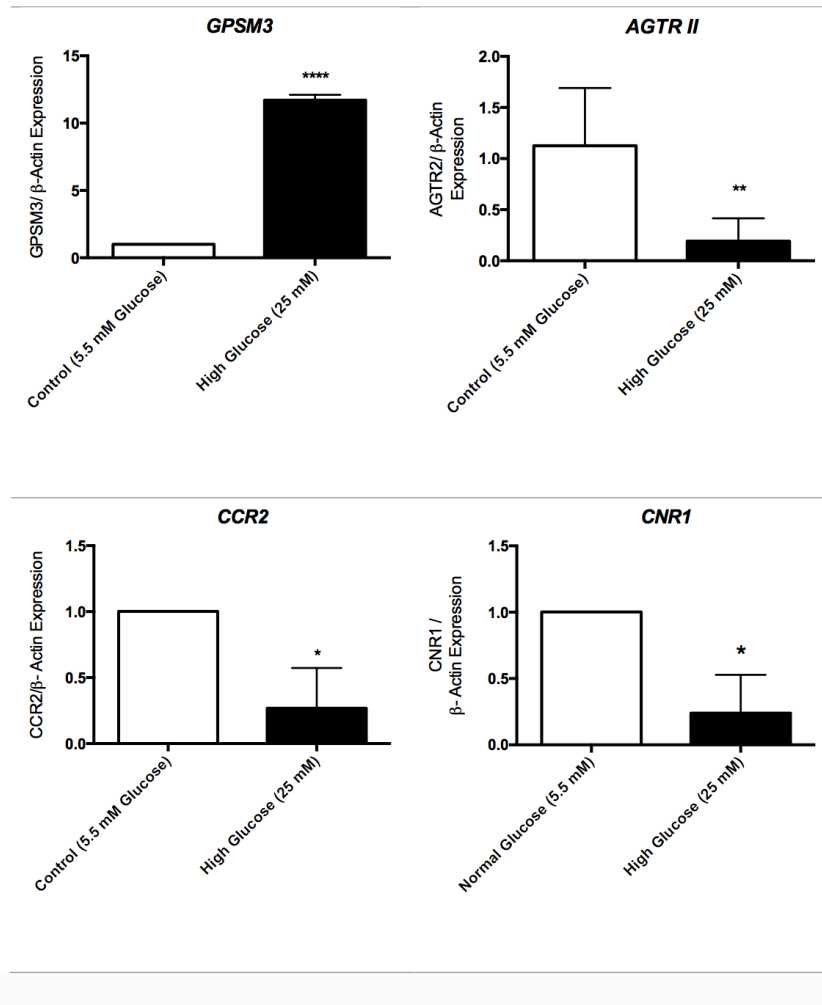 GPSM3
GPSM3/ β-Actin Expression
15
10
5
0
****
Control (5.5 mM Glucose)
High Glucose (25 mM)
AGTR II
AGTR2/ β-Actin
Expression
2.0
1.5
1.0
0.5
0.0
**
Control (5.5 mM Glucose)
High Glucose (25 mM)
CCR2
CCR2/β- Actin Expression
1.5
1.0
0.5
0.0
*
Control (5.5 mM Glucose)
High Glucose (25 mM)
CNR1
CNR1 /
β- Actin Expression
1.5
1.0
0.5
0.0
*
Normal Glucose (5.5 mM)
High Glucose (25 mM)